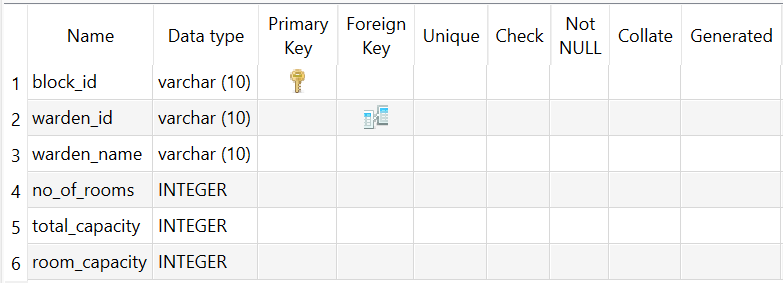 Name Data type Primary Key Foreign Key Unique Check Not NULL Collate Generated
1 block_id varchar (10)
2 warden_id varchar (10)
3 warden_name varchar (10)
4 no_of_rooms INTEGER
5 total_capacity INTEGER
6 room_capacity INTEGER